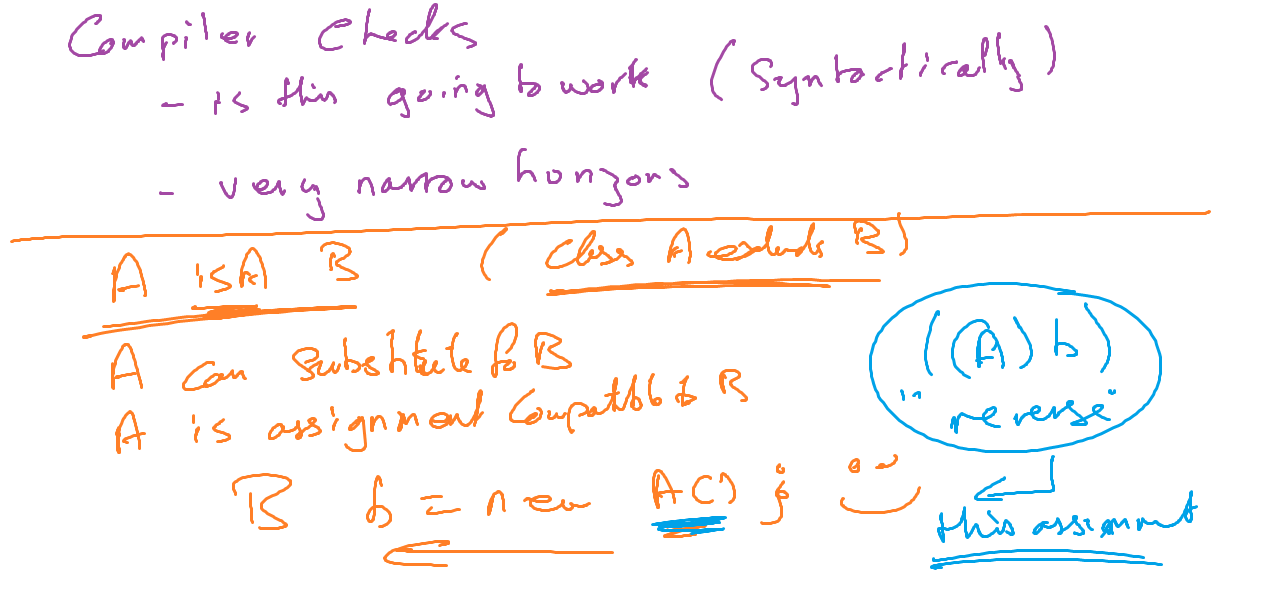 Compiler Checks
- is this going to work (Syntactically)
- very narrow horizons
A isA B (Class A extends B)
A can substitute for B
A is assignment Compatible to B
B b = new A();
((A) b)
"reverse"
this assignment